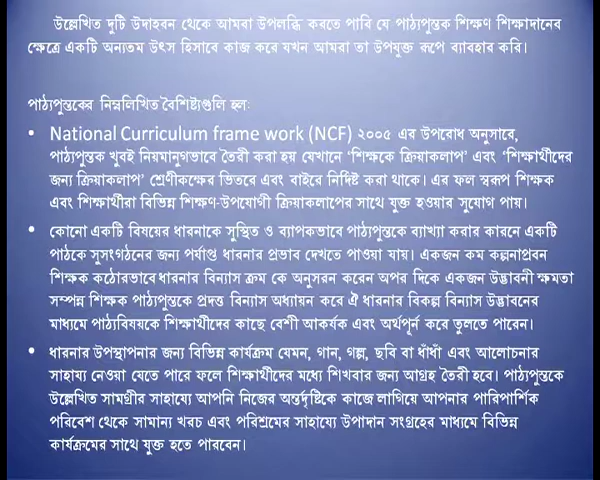 উল্লেখিত দুটি উদাহরন থেকে আমরা উপলব্ধি করতে পারি যে পাঠ্যপুস্তক শিক্ষণ শিক্ষাদানের
ক্ষেত্রে একটি অন্যতম উৎস হিসাবে কাজ করে যখন আমরা তা উপযুক্ত রূপে ব্যাবহার করি।
পাঠ্যপুস্তকের নিম্নলিখিত বৈশিষ্ট্যগুলি হল:
• National Curriculum frame work (NCF) ২০০৫ এর উপবোধ অনুসারে,
পাঠ্যপুস্তক খুবই নিয়মানুগভাবে তৈরী করা হয় যেখানে ‘শিক্ষকে ক্রিয়াকলাপ’ এবং ‘শিক্ষার্থীদের
জন্য ক্রিয়াকলাপ’ শ্রেণীকক্ষের ভিতরে এবং বাইরে নির্দিষ্ট করা থাকে। এর ফল স্বরূপ শিক্ষক
এবং শিক্ষার্থীরা বিভিন্ন শিক্ষণ-উপযোগী ক্রিয়াকলাপের সাথে যুক্ত হওয়ার সুযোগ পায়।
• কোনো একটি বিষয়ের ধারনাকে সুস্থিত ও ব্যাপকভাবে পাঠ্যপুস্তকে ব্যাখ্যা করার কারনে একটি
পাঠকে সুসংগঠনের জন্য পর্যাপ্ত ধারনার প্রভাব দেখতে পাওয়া যায়। একজন কম কল্পনাপ্রবন
শিক্ষক কঠোরভাবে ধারনার বিন্যাস ক্রম কে অনুসরন করেন অপর দিকে একজন উদ্ভাবনী ক্ষমতা
সম্পন্ন শিক্ষক পাঠ্যপুস্তকে প্রদত্ত বিন্যাস অধ্যায়ন করে ঐ ধারনার বিকল্প বিন্যাস উদ্ভাবনের
মাধ্যমে পাঠ্যবিষয়কে শিক্ষার্থীদের কাছে বেশী আকর্যক এবং অর্থপূর্ন করে তুলতে পারেন।
• ধারনার উপস্থাপনার জন্য বিভিন্ন কার্যক্রম যেমন, গান, গল্প, ছবি বা ধাঁধাঁ এবং আলোচনার
সাহায্য নেওয়া যেতে পারে ফলে শিক্ষার্থীদের মধ্যে শিখবার জন্য আগ্রহ তৈরী হবে। পাঠ্যপুস্তকে
উল্লেখিত সামগ্রীর সাহায্যে আপনি নিজের অন্তর্দৃষ্টিকে কাজে লাগিয়ে আপনার পারিপার্শিক
পরিবেশ থেকে সামান্য খরচ এবং পরিশ্রমের সাহায্যে উপাদান সংগ্রহের মাধ্যমে বিভিন্ন
কার্যক্রমের সাথে যুক্ত হতে পারবেন।